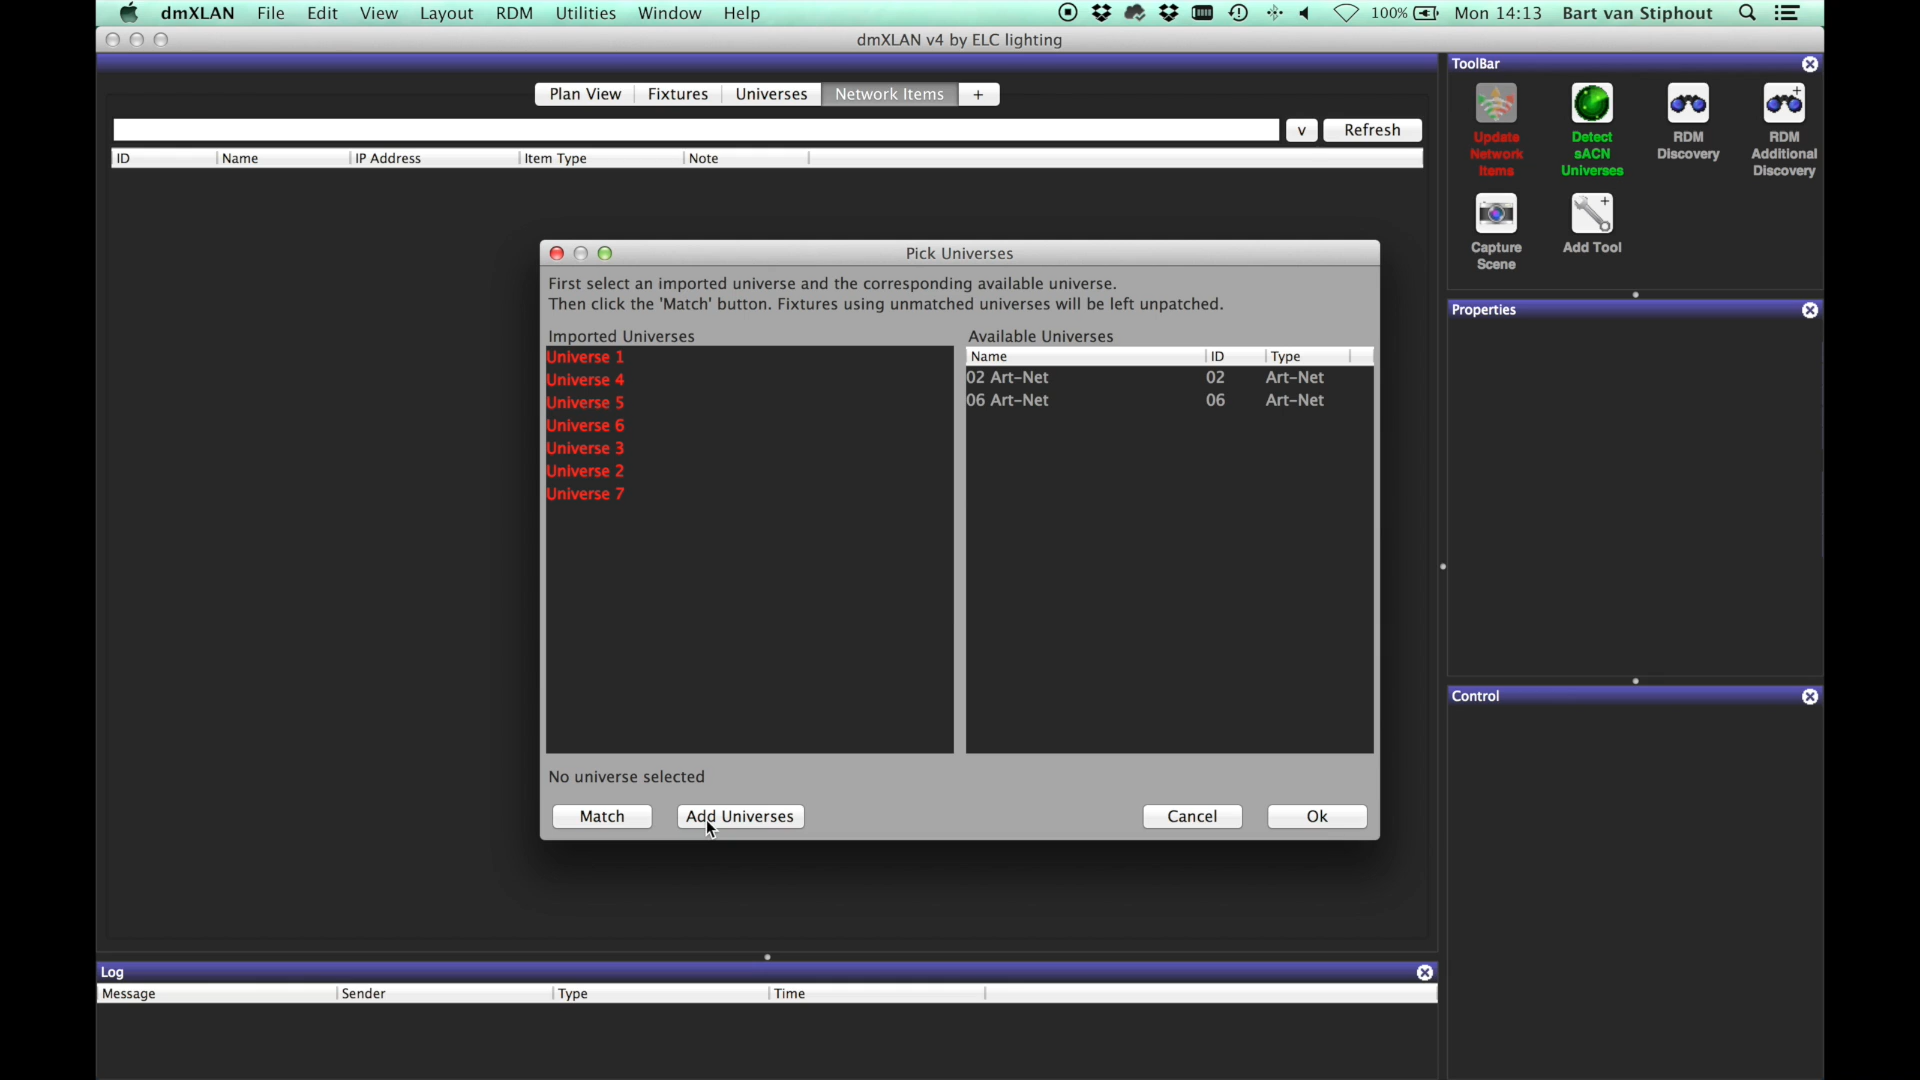 dmXLAN File Edit View Layout RDM Utilities Window Help 100% Mon 14:13 Bart van Stiphout
dmXLAN v4 by ELC lighting
Plan View Fixtures Universes Network Items +
v Refresh
ID Name IP Address Item Type Note
ToolBar
Update Network Items
Detect sACN Universes
RDM Discovery
RDM Additional Discovery
Capture Scene
Add Tool
Properties
Control
Pick Universes
First select an imported universe and the corresponding available universe.
Then click the 'Match' button. Fixtures using unmatched universes will be left unpatched.
Imported Universes
Universe 1
Universe 4
Universe 5
Universe 6
Universe 3
Universe 2
Universe 7
Available Universes
Name ID Type
02 Art-Net 02 Art-Net
06 Art-Net 06 Art-Net
No universe selected
Match Add Universes Cancel Ok
Log
Message Sender Type Time